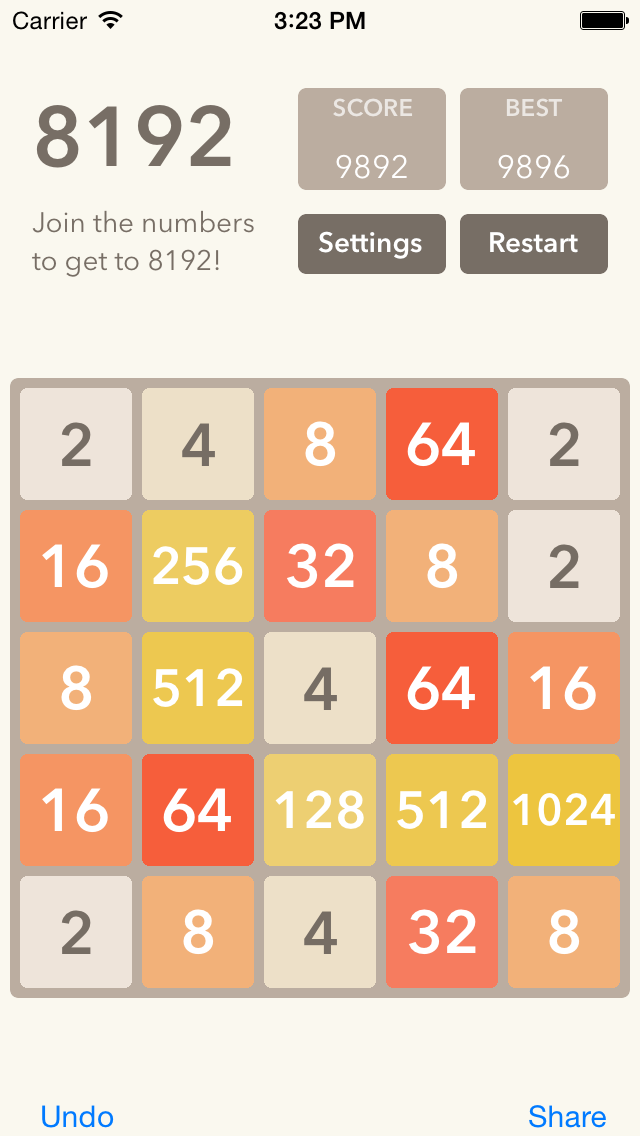 Carrier 3:23 PM
8192
SCORE BEST
9892 9896
Join the numbers
to get to 8192!
Settings Restart
2 4 8 64 2
16 256 32 8 2
8 512 4 64 16
16 64 128 512 1024
2 8 4 32 8
Undo Share